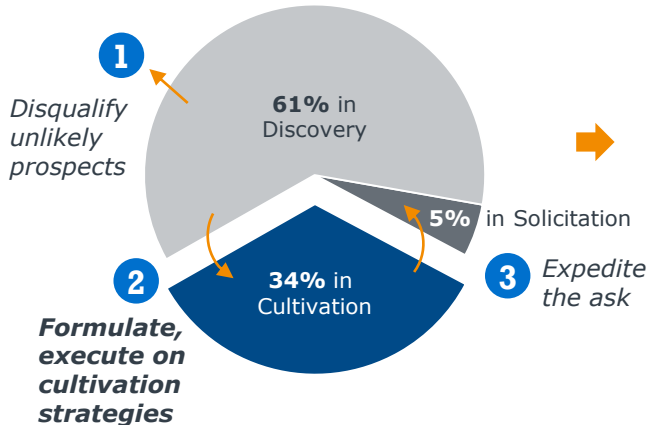 1
Disqualify
unlikely
prospects
61% in
Discovery
5% in Solicitation
34% in
Cultivation
2
Formulate,
execute on
cultivation
strategies
3
Expedite
the ask